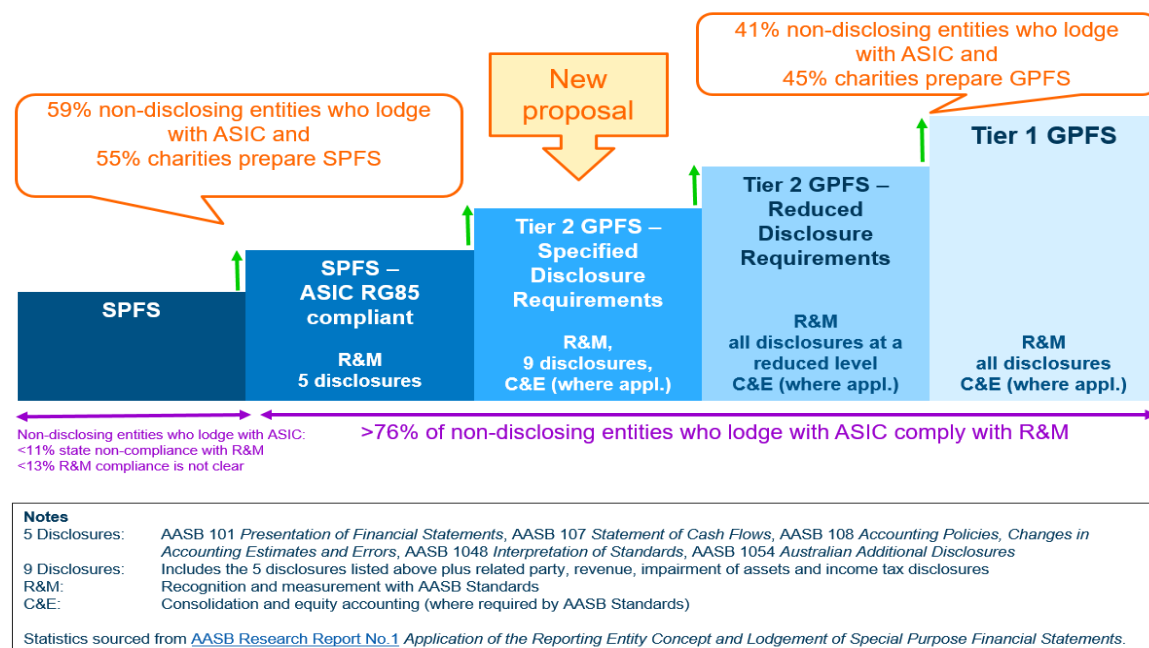 41% non-disclosing entities who lodge
with ASIC and
45% charities prepare GPFS
New
proposal
59% non-disclosing entities who lodge
with ASIC and
55% charities prepare SPFS
SPFS
SPFS –
ASIC RG85
compliant
R&M
5 disclosures
Tier 2 GPFS –
Specified
Disclosure
Requirements
R&M,
9 disclosures,
C&E (where appl.)
Tier 2 GPFS –
Reduced
Disclosure
Requirements
R&M
all disclosures at a
reduced level
C&E (where appl.)
Tier 1 GPFS
R&M
all disclosures
C&E (where appl.)
Non-disclosing entities who lodge with ASIC:
<11% state non-compliance with R&M
<13% R&M compliance is not clear
>76% of non-disclosing entities who lodge with ASIC comply with R&M
Notes
5 Disclosures: AASB 101 Presentation of Financial Statements, AASB 107 Statement of Cash Flows, AASB 108 Accounting Policies, Changes in
Accounting Estimates and Errors, AASB 1048 Interpretation of Standards, AASB 1054 Australian Additional Disclosures
9 Disclosures: Includes the 5 disclosures listed above plus related party, revenue, impairment of assets and income tax disclosures
R&M: Recognition and measurement with AASB Standards
C&E: Consolidation and equity accounting (where required by AASB Standards)
Statistics sourced from AASB Research Report No.1 Application of the Reporting Entity Concept and Lodgement of Special Purpose Financial Statements.